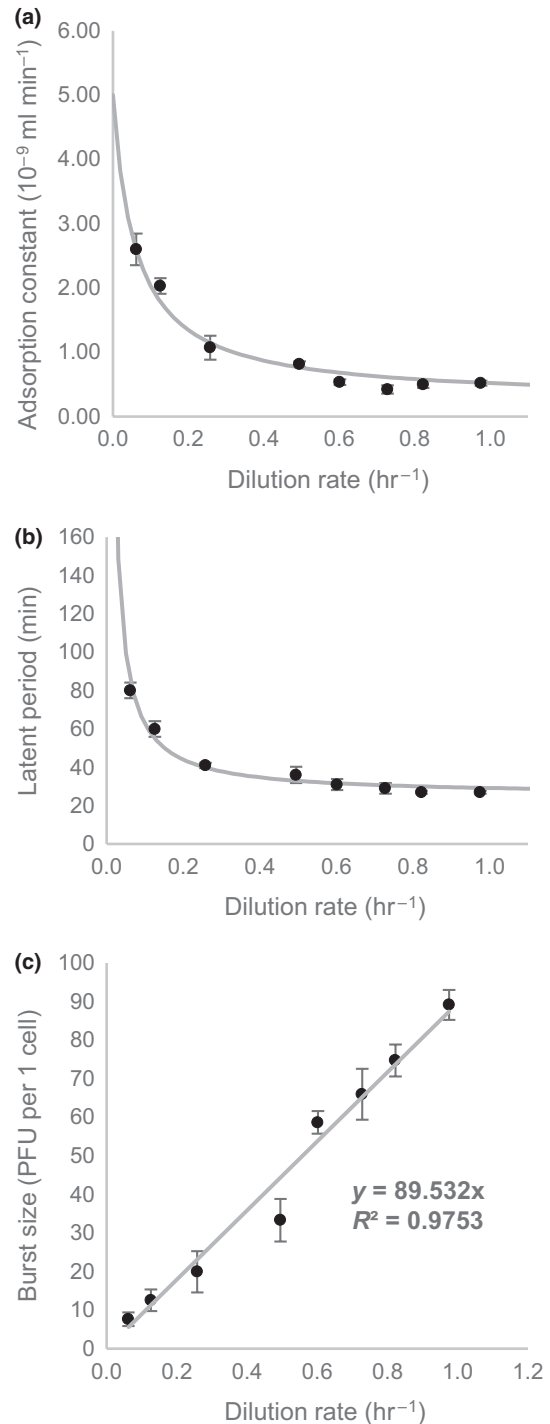 (a)
6.00
5.00
4.00
3.00
2.00
1.00
0.00
Adsorption constant (10⁻⁹ ml min⁻¹)
0.0 0.2 0.4 0.6 0.8 1.0
Dilution rate (hr⁻¹)
(b)
160
140
120
100
80
60
40
20
0
Latent period (min)
0.0 0.2 0.4 0.6 0.8 1.0
Dilution rate (hr⁻¹)
(c)
100
90
80
70
60
50
40
30
20
10
0
Burst size (PFU per 1 cell)
y = 89.532x
R² = 0.9753
0.0 0.2 0.4 0.6 0.8 1.0 1.2
Dilution rate (hr⁻¹)